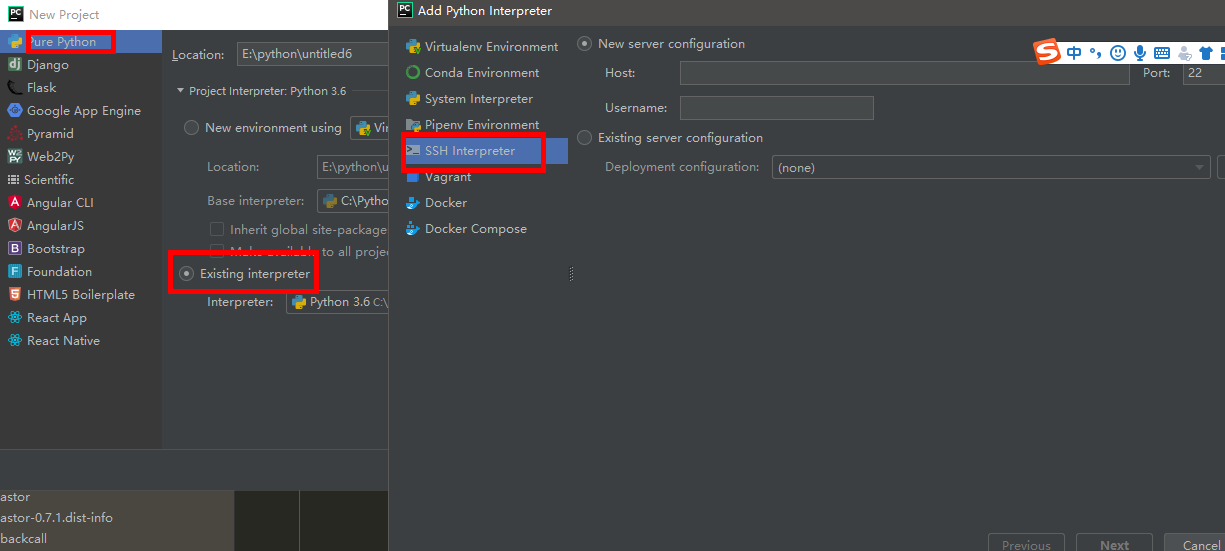 PC New Project
Pure Python
Django
Flask
Google App Engine
Pyramid
Web2Py
Scientific
Angular CLI
AngularJS
Bootstrap
Foundation
HTML5 Boilerplate
React App
React Native
Location: E:\python\untitled6
Project Interpreter: Python 3.6
New environment using
Location: E:\python\u
Base interpreter: C:\Pytho
Inherit global site-package
Make available to all projec
Existing interpreter
Interpreter: Python 3.6 C:\
astor
astor-0.7.1.dist-info
backcall
PC Add Python Interpreter
Virtualenv Environment
Conda Environment
System Interpreter
Pipenv Environment
SSH Interpreter
Vagrant
Docker
Docker Compose
New server configuration
Host: Port: 22
Username:
Existing server configuration
Deployment configuration: (none)
中
Previous Next Cancel